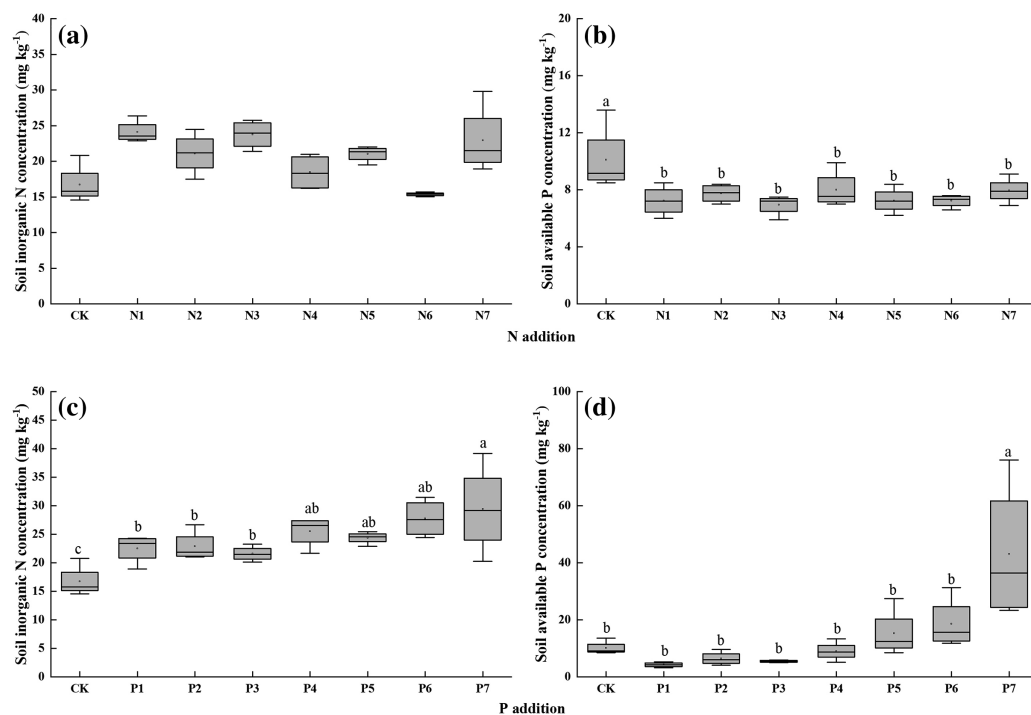 (a)
Soil inorganic N concentration (mg kg⁻¹)
40
35
30
25
20
15
10
5
0
CK N1 N2 N3 N4 N5 N6 N7
(b)
Soil available P concentration (mg kg⁻¹)
20
16
12
8
4
0
a b b b b b b b
CK N1 N2 N3 N4 N5 N6 N7
N addition
(c)
Soil inorganic N concentration (mg kg⁻¹)
50
45
40
35
30
25
20
15
10
5
0
c b b b ab ab ab a
CK P1 P2 P3 P4 P5 P6 P7
(d)
Soil available P concentration (mg kg⁻¹)
100
80
60
40
20
0
b b b b b b b a
CK P1 P2 P3 P4 P5 P6 P7
P addition